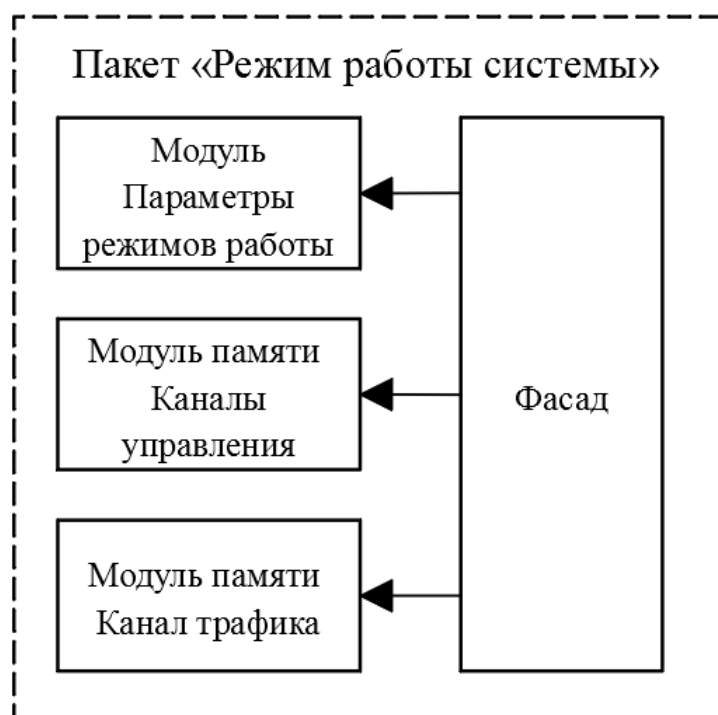 Пакет «Режим работы системы»
Модуль
Параметры
режимов работы
Модуль памяти
Каналы
управления
Фасад
Модуль памяти
Канал трафика